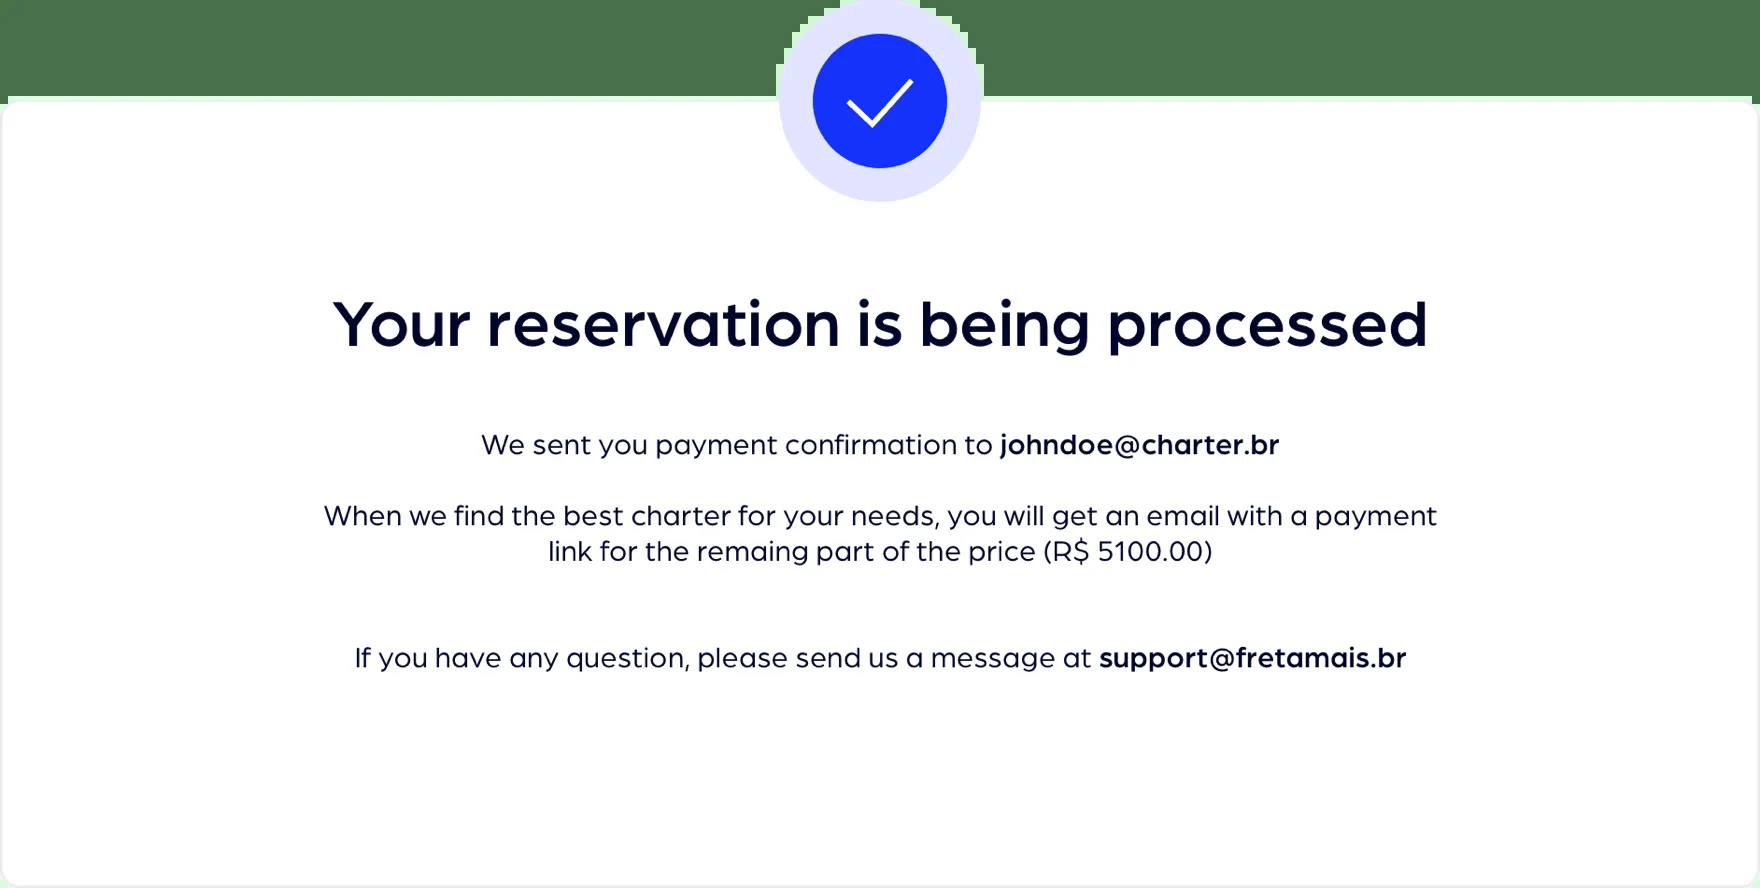 Your reservation is being processed
We sent you payment confirmation to johndoe@charter.br
When we find the best charter for your needs, you will get an email with a payment
link for the remaing part of the price (R$ 5100.00)
If you have any question, please send us a message at support@fretamais.br